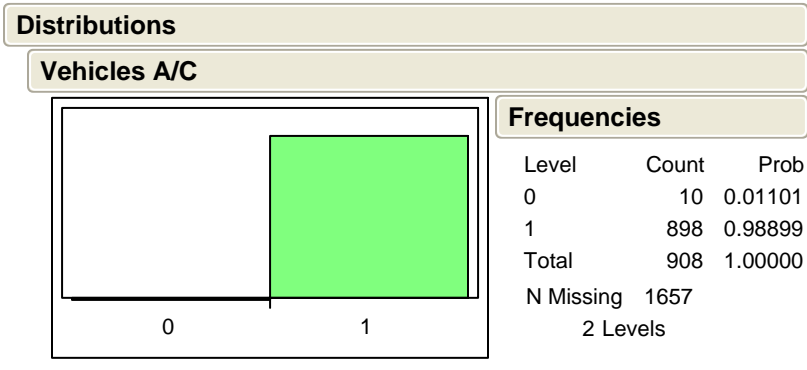 Distributions
Vehicles A/C
0 1
Frequencies
Level Count Prob
0 10 0.01101
1 898 0.98899
Total 908 1.00000
N Missing 1657
2 Levels